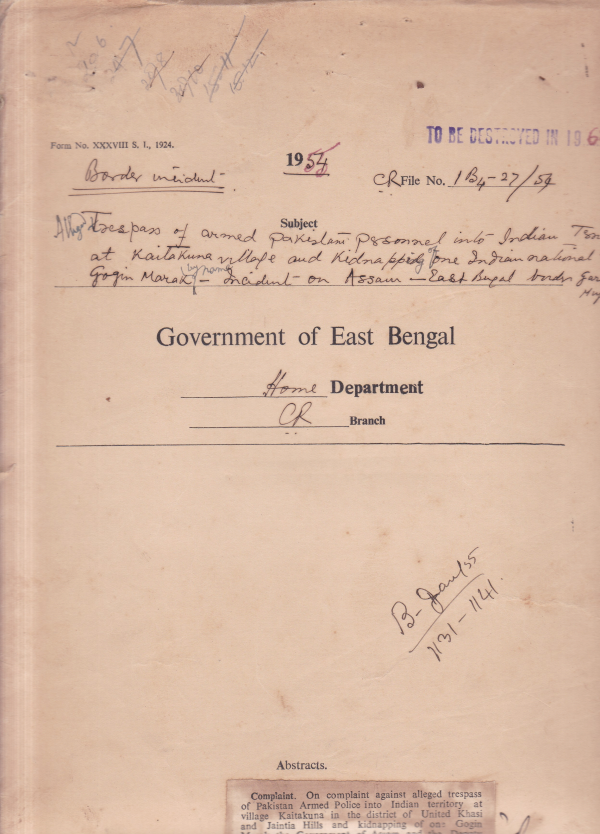 Form No. XXXVIII S. I., 1924.
TO BE DESTROYED IN 196
Border incident
1954
CR File No. 1B4-27/54
Subject
Alleged Trespass of armed Pakistani Personnel into Indian
at Kaitakuna village and kidnapping of one Indian national
Gogin Marak by name - Incident on Assam - East Bengal border
Government of East Bengal
Home Department
CR Branch
B- Jan/55
1131-1141.
Abstracts.
Complaint. On complaint against alleged trespass
of Pakistan Armed Police into Indian territory at
village Kaitakuna in the district of United Khasi
and Jaintia Hills and kidnapping of one Gogin